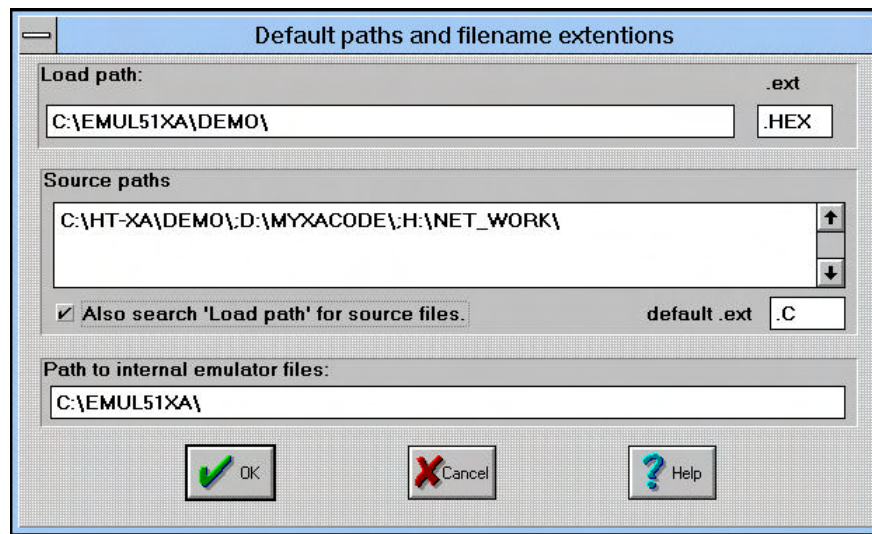 Default paths and filename extentions
Load path:
.ext
C:\EMUL51XA\DEMO\
.HEX
Source paths
C:\HT-XA\DEMO\;D:\MYXACODE\;H:\NET_WORK\
Also search 'Load path' for source files.
default .ext
.C
Path to internal emulator files:
C:\EMUL51XA\
OK
Cancel
Help